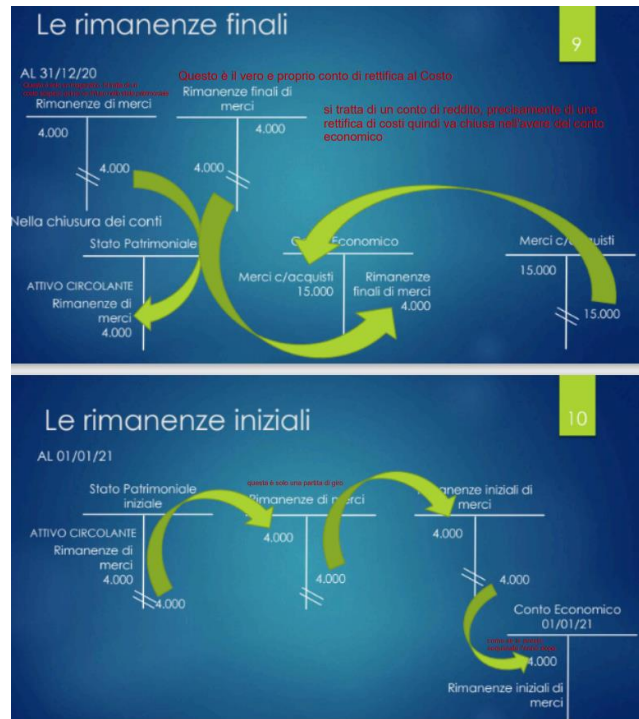 Le rimanenze finali
9
AL 31/12/20
Questo è il vero e proprio conto di rettifica al Costo
Rimanenze di merci
Rimanenze finali di
merci
si tratta di un conto di reddito, precisamente di una
rettifica di costi quindi va chiusa nell'avere del conto
economico
4.000
4.000
4.000
4.000
Nella chiusura dei conti
Stato Patrimoniale
Economico
Merci
ATTIVO CIRCOLANTE
Rimanenze di
merci
4.000
Merci c/acquisti
15.000
Rimanenze
finali di merci
4.000
15.000
15.000
Le rimanenze iniziali
10
AL 01/01/21
Stato Patrimoniale
iniziale
questa è solo una partita di giro
Rimanenze di merci
Rimanenze iniziali di
merci
ATTIVO CIRCOLANTE
Rimanenze di
merci
4.000
4.000
4.000
4.000
4.000
4.000
Conto Economico
01/01/21
4.000
Rimanenze iniziali di
merci